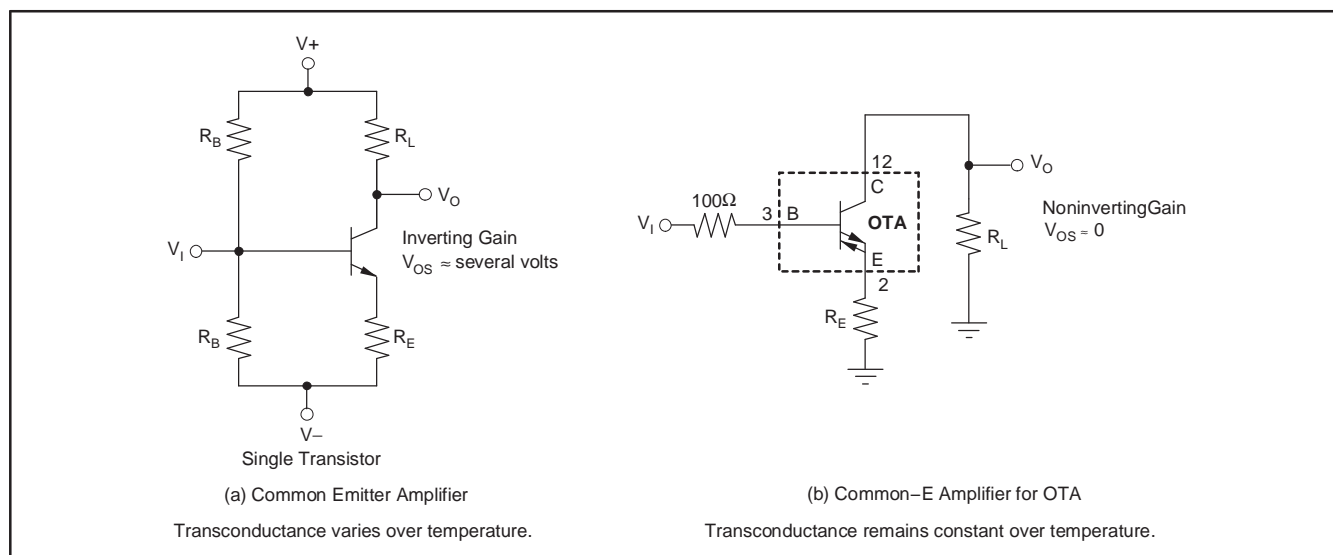 V+
R_B
R_L
V_O
V_I
Inverting Gain
V_OS ≈ several volts
R_B
R_E
V−
Single Transistor
(a) Common Emitter Amplifier
Transconductance varies over temperature.
12
C
V_O
100Ω
3
B
OTA
V_I
NoninvertingGain
V_OS ≈ 0
R_L
E
2
R_E
(b) Common−E Amplifier for OTA
Transconductance remains constant over temperature.